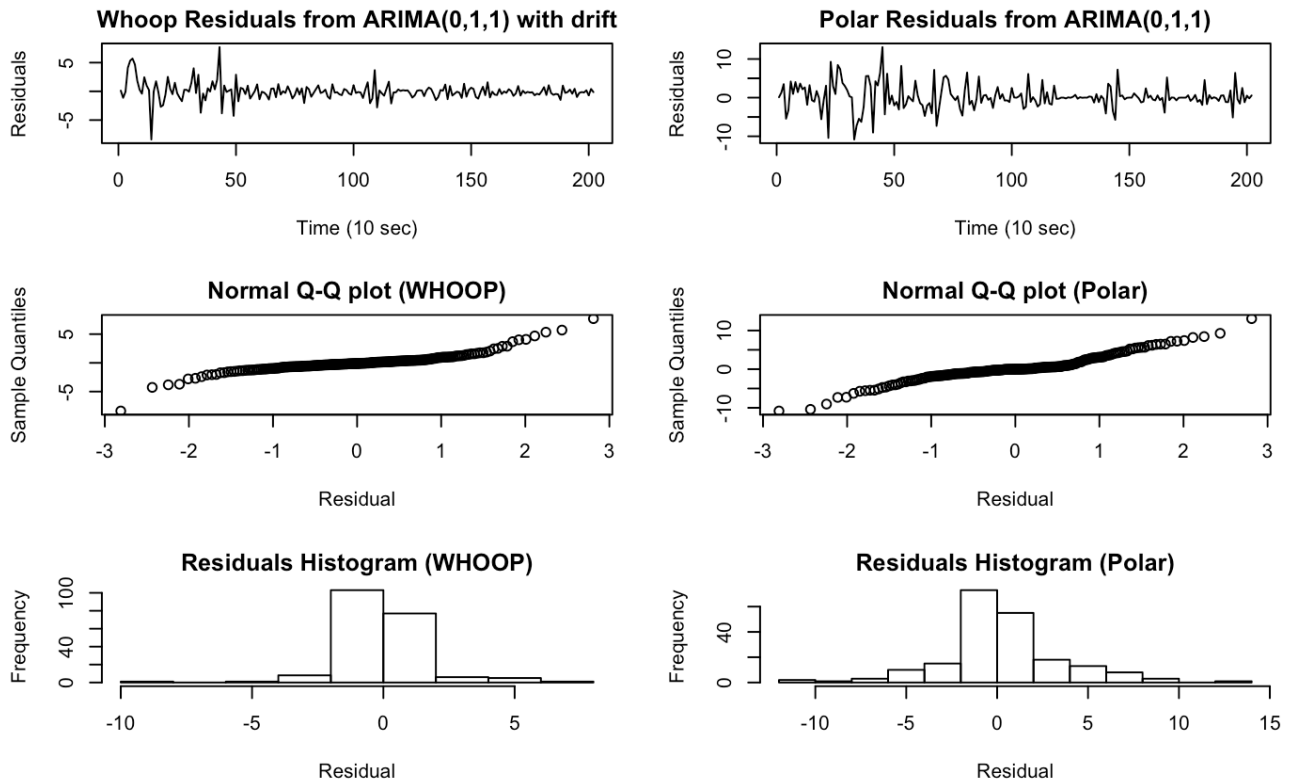 Whoop Residuals from ARIMA(0,1,1) with drift
Residuals
5
-5
0 50 100 150 200
Time (10 sec)
Polar Residuals from ARIMA(0,1,1)
Residuals
10
0
-10
0 50 100 150 200
Time (10 sec)
Normal Q-Q plot (WHOOP)
Sample Quantiles
5
-5
-3 -2 -1 0 1 2 3
Residual
Normal Q-Q plot (Polar)
Sample Quantiles
10
0
-10
-3 -2 -1 0 1 2 3
Residual
Residuals Histogram (WHOOP)
Frequency
100
40
0
-10 -5 0 5
Residual
Residuals Histogram (Polar)
Frequency
40
0
-10 -5 0 5 10 15
Residual